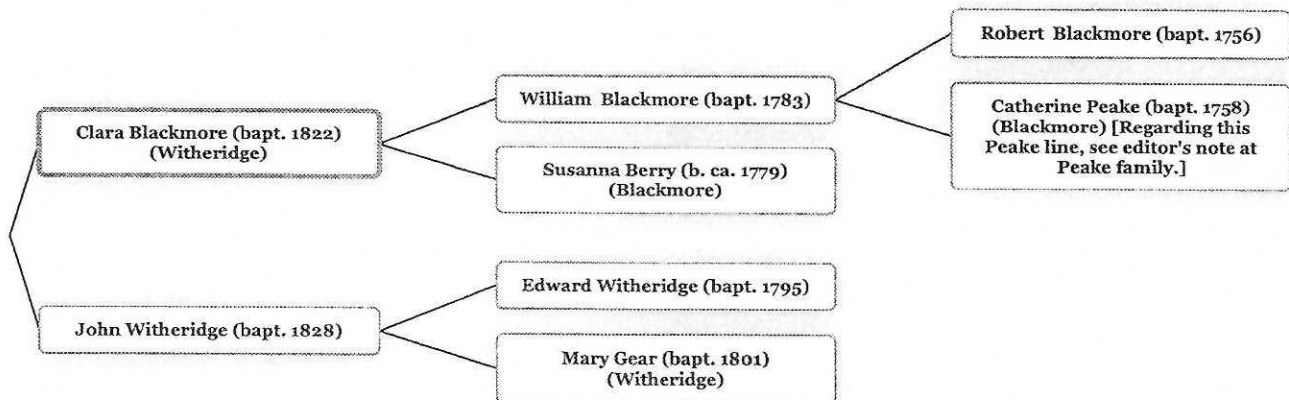 Robert Blackmore (bapt. 1756)
William Blackmore (bapt. 1783)
Catherine Peake (bapt. 1758)
(Blackmore) [Regarding this
Peake line, see editor's note at
Peake family.]
Clara Blackmore (bapt. 1822)
(Witheridge)
Susanna Berry (b. ca. 1779)
(Blackmore)
Edward Witheridge (bapt. 1795)
John Witheridge (bapt. 1828)
Mary Gear (bapt. 1801)
(Witheridge)